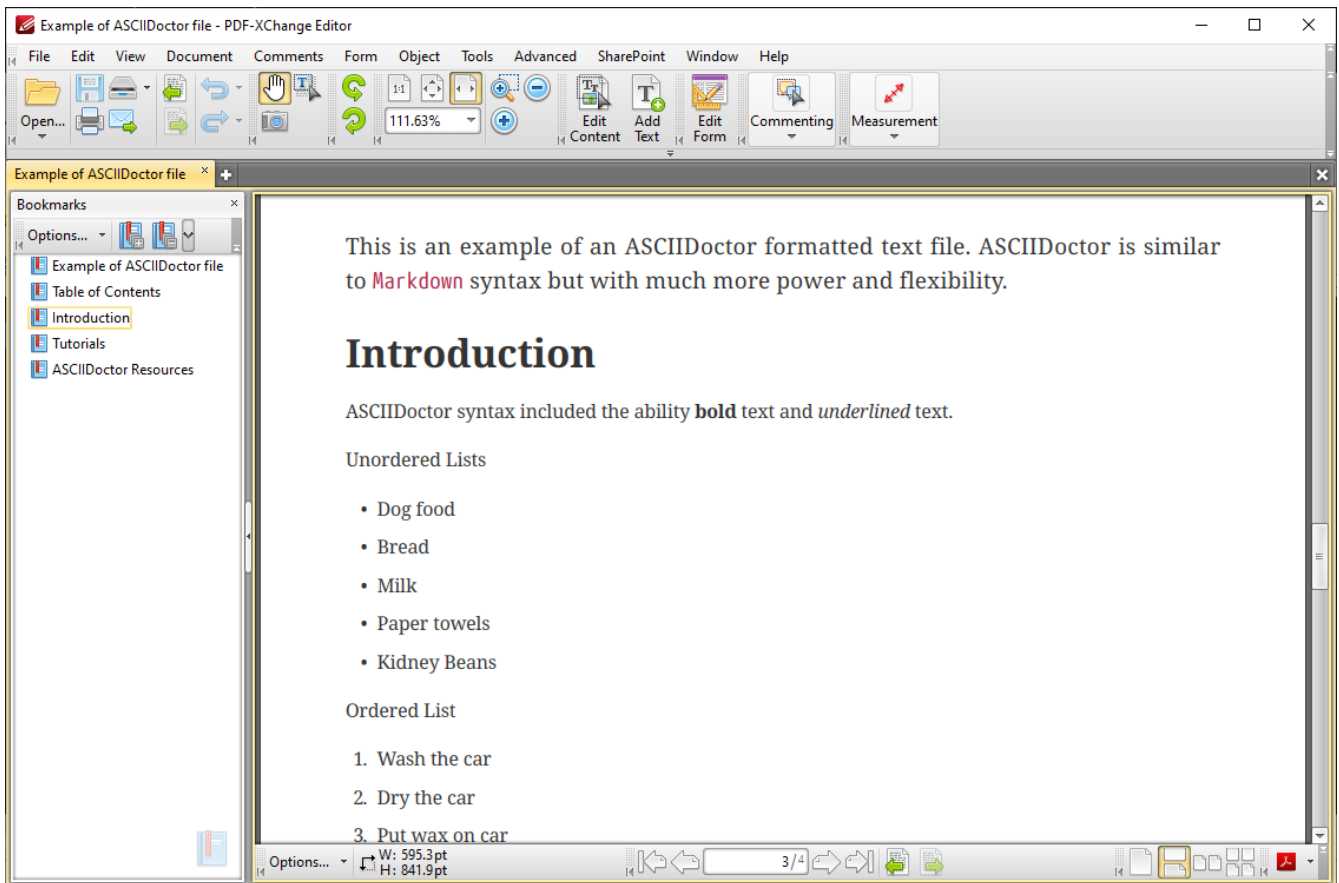 Example of ASCIIDoctor file - PDF-XChange Editor
File Edit View Document Comments Form Object Tools Advanced SharePoint Window Help
Open...
1:1
111.63%
Edit Content
Add Text
Edit Form
Commenting
Measurement
Example of ASCIIDoctor file
Bookmarks
Options...
Example of ASCIIDoctor file
Table of Contents
Introduction
Tutorials
ASCIIDoctor Resources
This is an example of an ASCIIDoctor formatted text file. ASCIIDoctor is similar
to Markdown syntax but with much more power and flexibility.
Introduction
ASCIIDoctor syntax included the ability bold text and underlined text.
Unordered Lists
• Dog food
• Bread
• Milk
• Paper towels
• Kidney Beans
Ordered List
1. Wash the car
2. Dry the car
3. Put wax on car
Options...
W: 595.3pt
H: 841.9pt
3/4